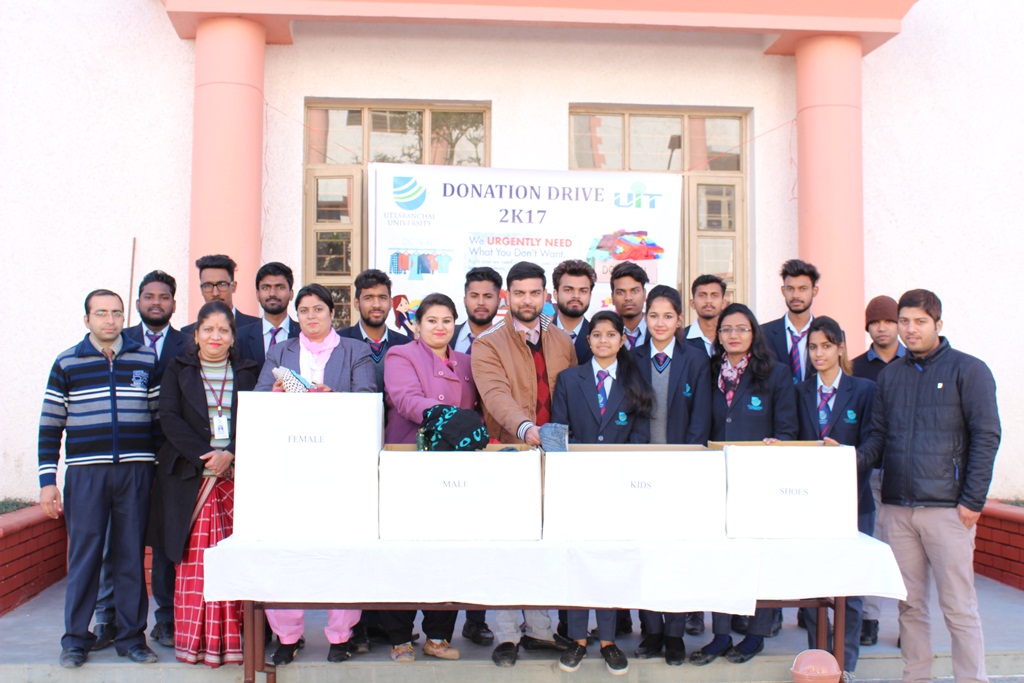 DONATION DRIVE
2K17
UTTARANCHAL
UNIVERSITY
UIT
We URGENTLY NEED
What You Don't Want
FEMALE
MALE
KIDS
SHOES